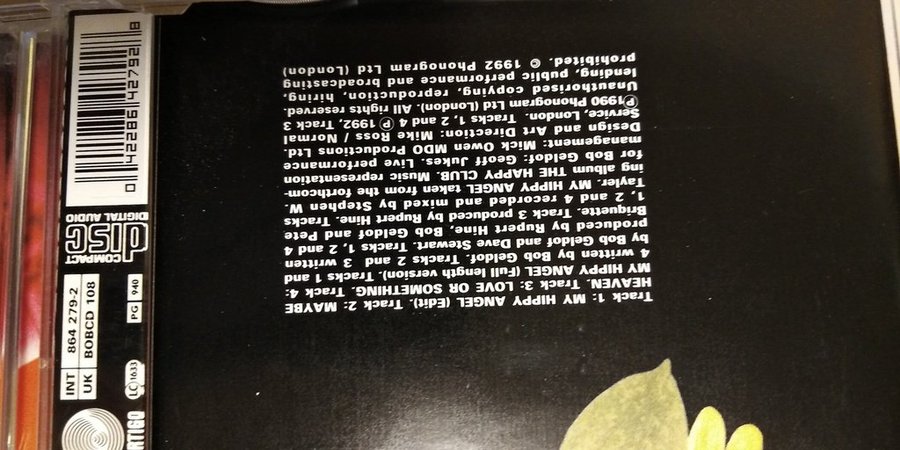 Track 1: MY HIPPY ANGEL (Edit). Track 2: MAYBE
HEAVEN. Track 3: LOVE OR SOMETHING. Track 4:
MY HIPPY ANGEL (Full length version). Tracks 1 and
4 written by Bob Geldof. Tracks 2 and 3 written
by Bob Geldof and Dave Stewart. Tracks 1, 2 and 4
produced by Rupert Hine, Bob Geldof and Pete
Briquette. Track 3 produced by Rupert Hine. Tracks
1, 2 and 4 recorded and mixed by Stephen W.
Tayler. MY HIPPY ANGEL taken from the forthcom-
ing album THE HAPPY CLUB. Music representation
for Bob Geldof: Geoff Jukes. Live performance
management: Mick Owen MDO Productions Ltd.
Design and Art Direction: Mike Ross / Normal
Service, London. Tracks 1, 2 and 4 ℗ 1992, Track 3
℗1990 Phonogram Ltd (London). All rights reserved.
Unauthorised copying, reproduction, hiring,
lending, public performance and broadcasting
prohibited. © 1992 Phonogram Ltd (London)
INT 864 279-2
UK BOBCD 108
LC 1633
PG 940
COMPACT
disc
DIGITAL AUDIO
0 42286 42792 8